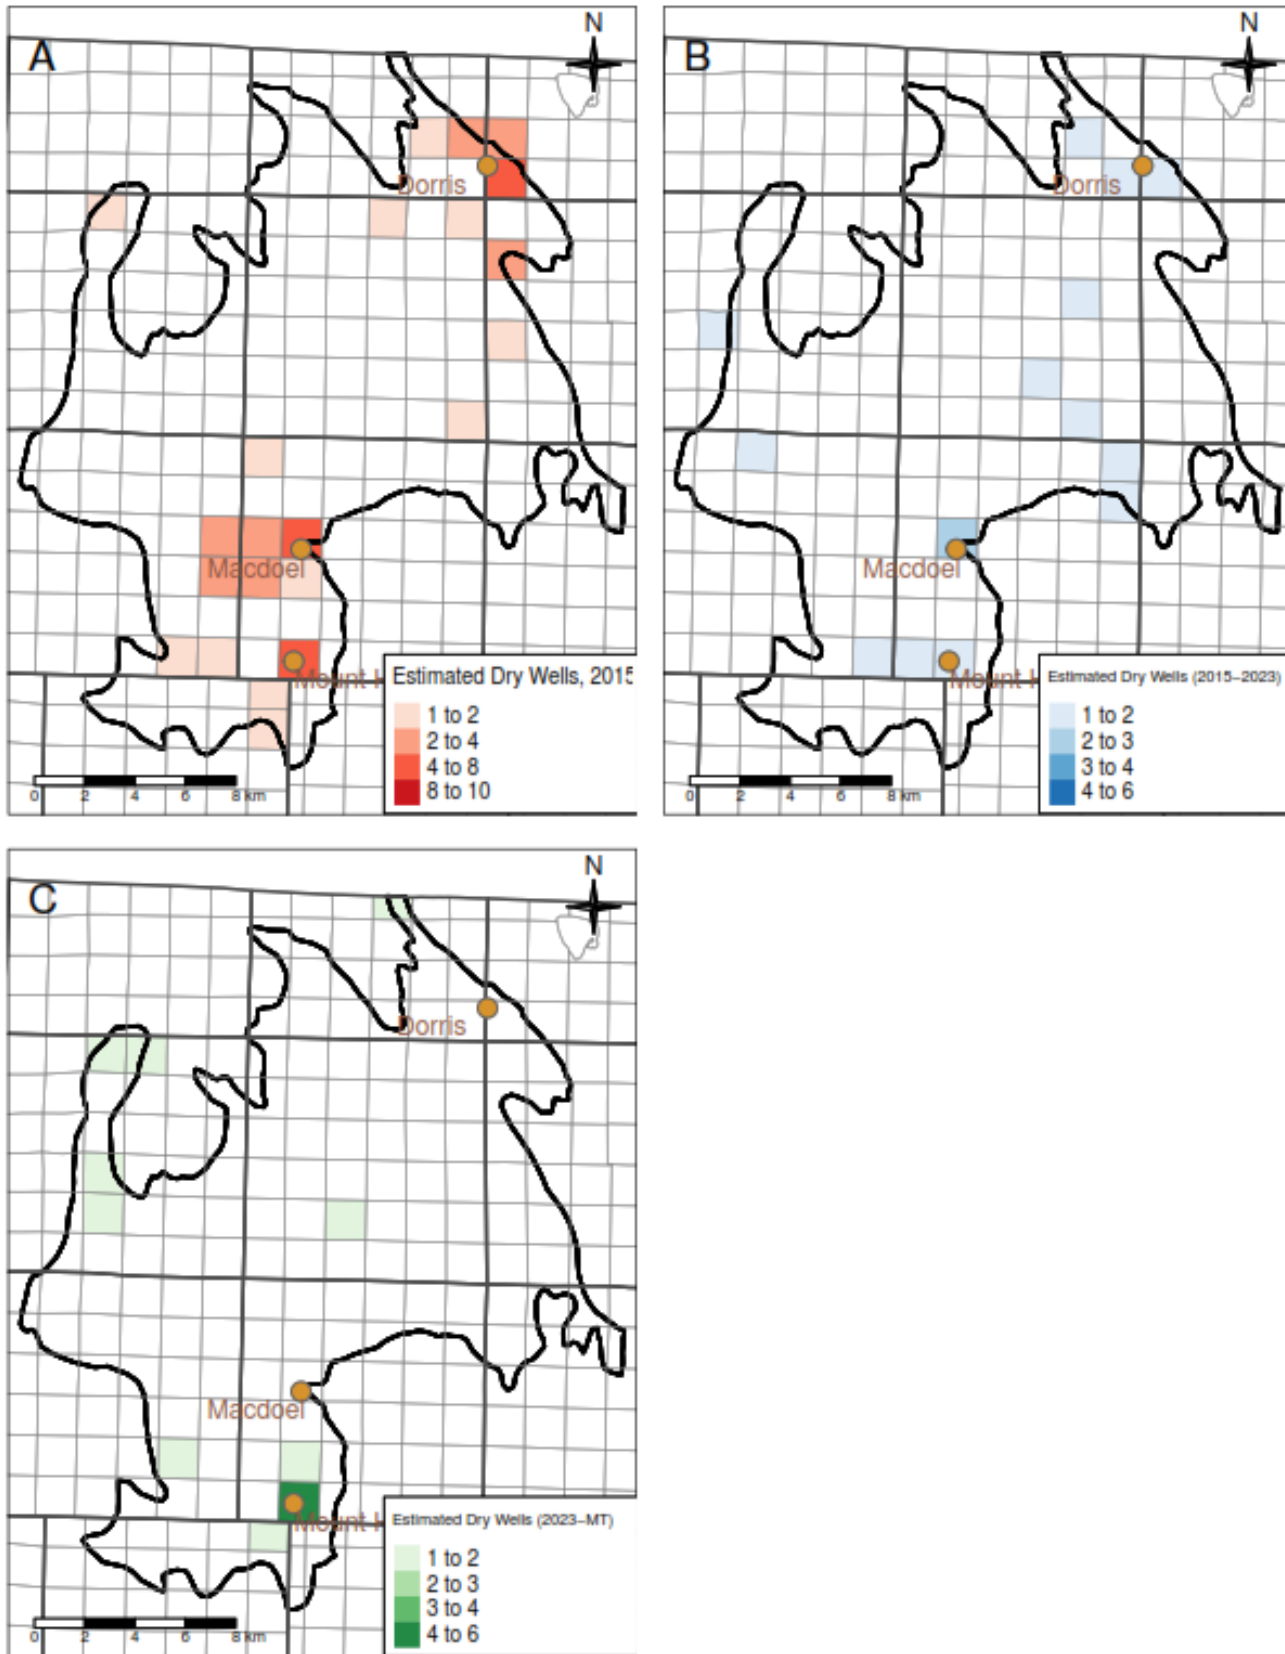 A
N
Dorris
Macdoel
Mount H
Estimated Dry Wells, 2015
1 to 2
2 to 4
4 to 8
8 to 10
0 2 4 6 8 km
B
N
Dorris
Macdoel
Mount H
Estimated Dry Wells (2015–2023)
1 to 2
2 to 3
3 to 4
4 to 6
0 2 4 6 8 km
C
N
Dorris
Macdoel
Mount H
Estimated Dry Wells (2023–MT)
1 to 2
2 to 3
3 to 4
4 to 6
0 2 4 6 8 km